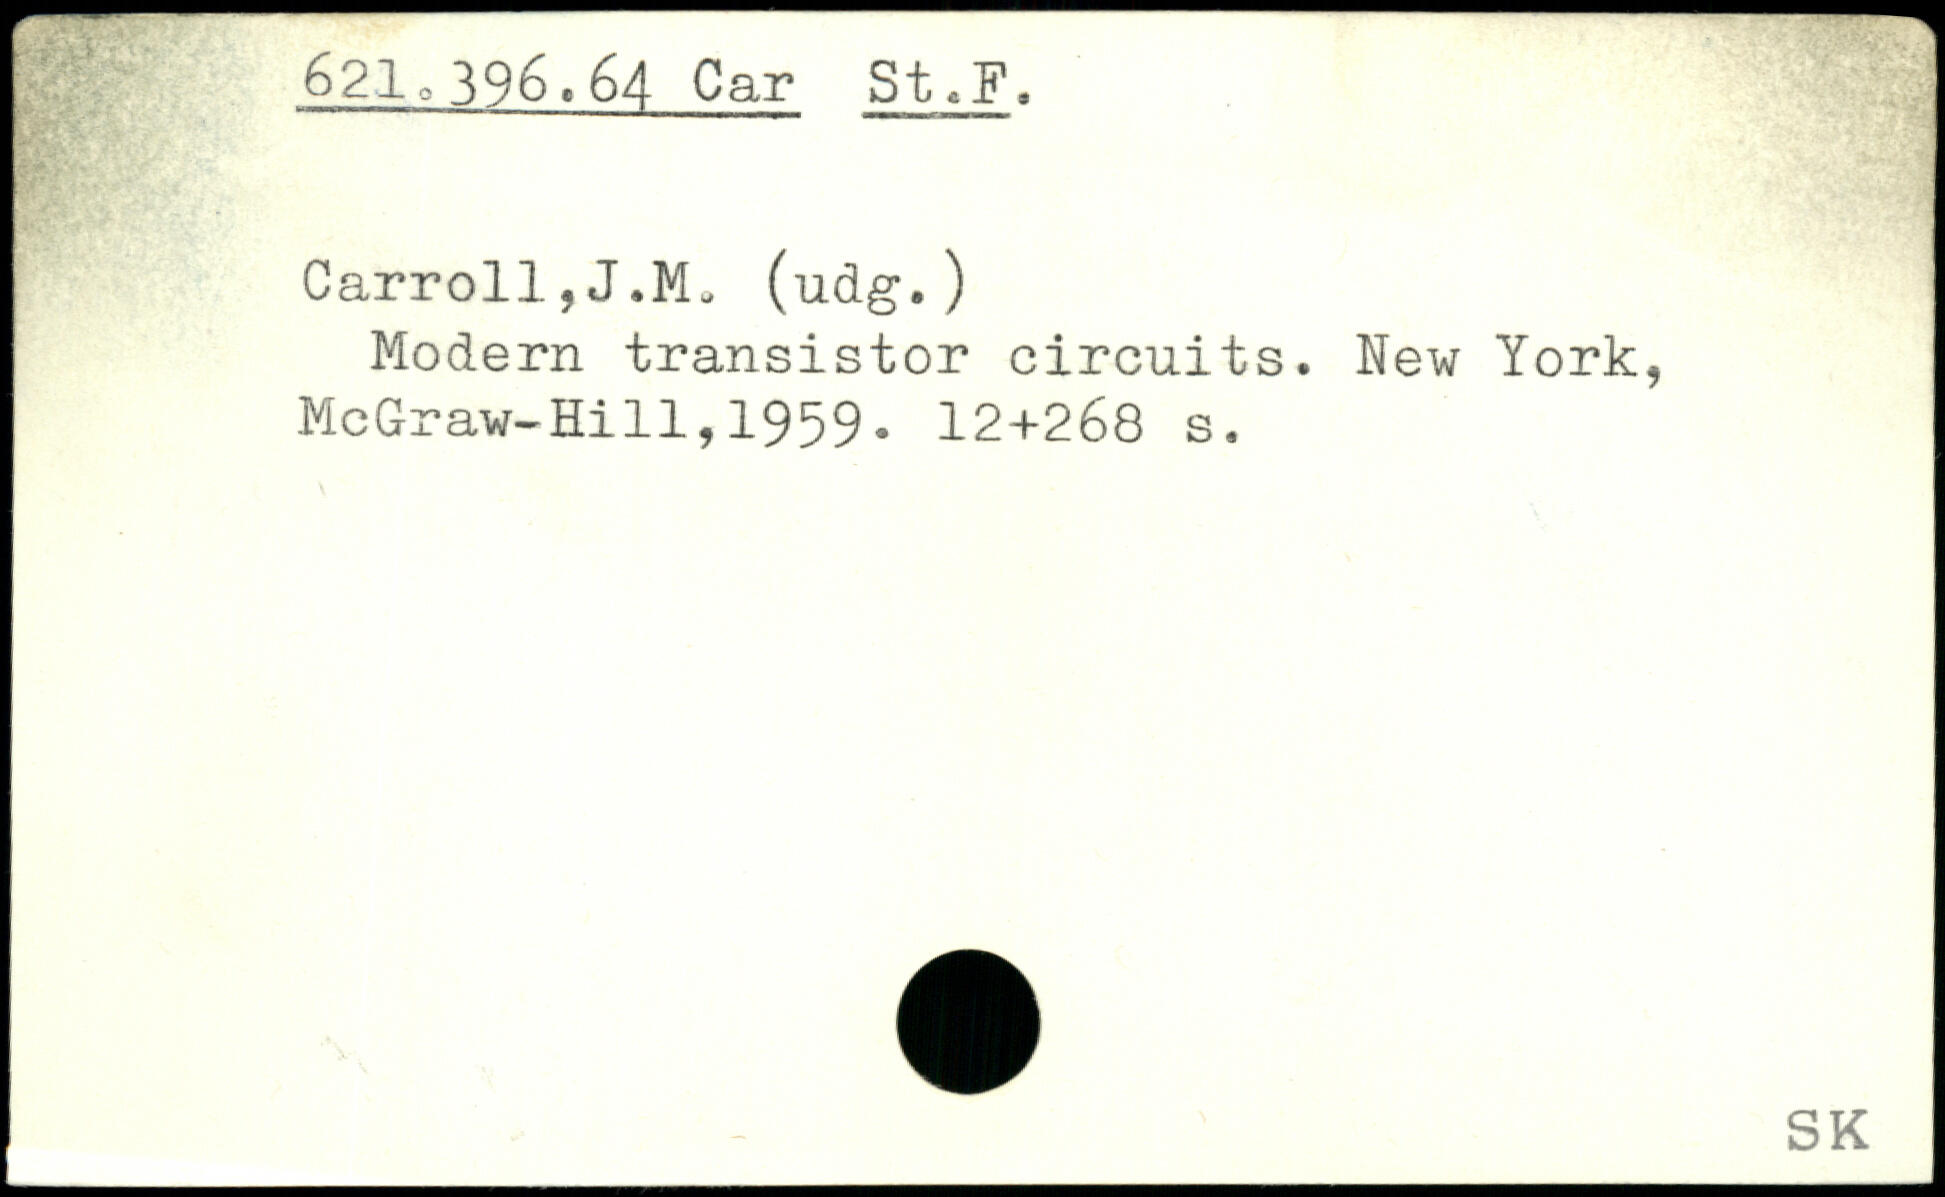 621.396.64 Car St.F.
Carroll,J.M. (udg.)
Modern transistor circuits. New York,
McGraw-Hill,1959. 12+268 s.
SK